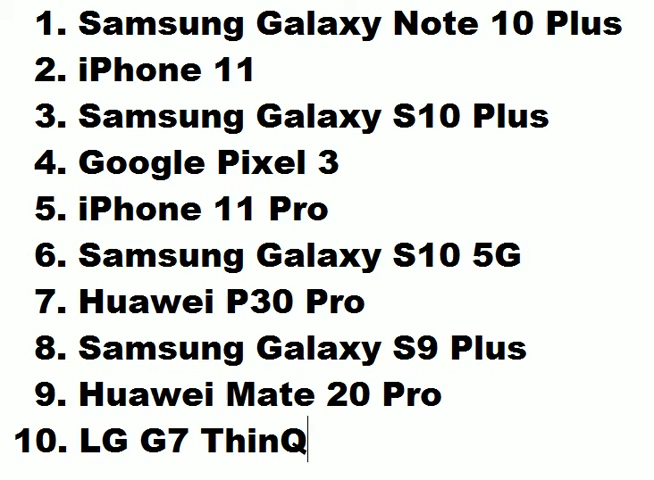 1. Samsung Galaxy Note 10 Plus
2. iPhone 11
3. Samsung Galaxy S10 Plus
4. Google Pixel 3
5. iPhone 11 Pro
6. Samsung Galaxy S10 5G
7. Huawei P30 Pro
8. Samsung Galaxy S9 Plus
9. Huawei Mate 20 Pro
10. LG G7 ThinQ